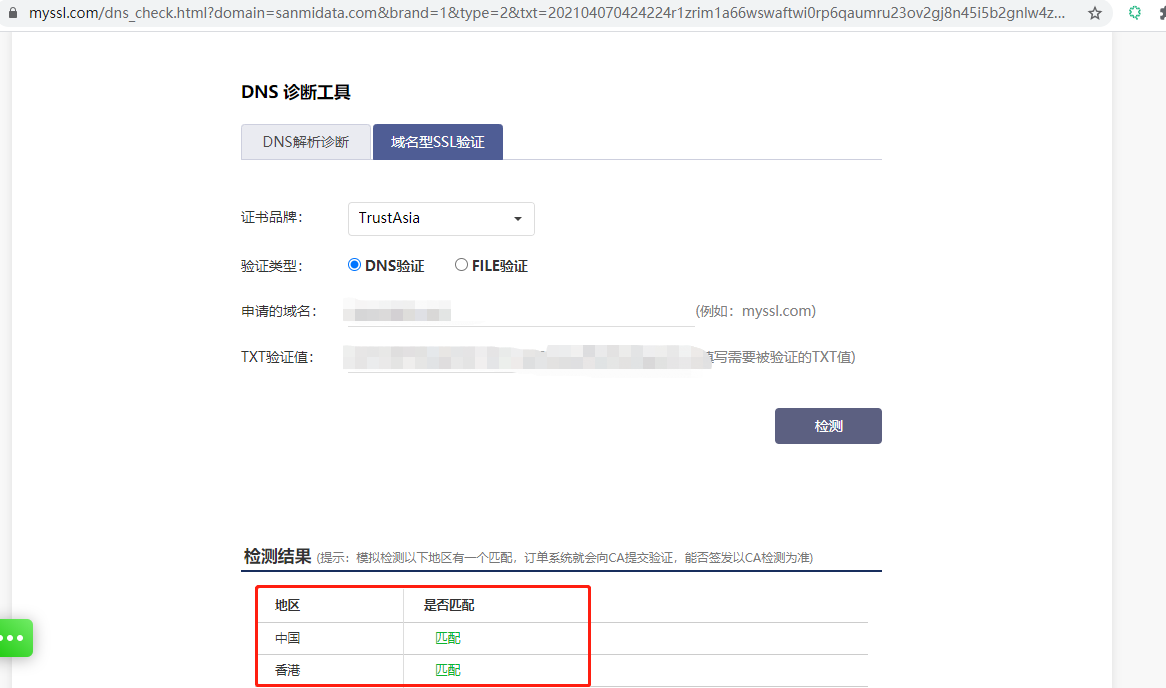 myssl.com/dns_check.html?domain=sanmidata.com&brand=1&type=2&txt=202104070424224r1zrim1a66wswaftwi0rp6qaumru23ov2gj8n45i5b2gnlw4z...
DNS 诊断工具
DNS解析诊断 域名型SSL验证
证书品牌： TrustAsia
验证类型： DNS验证 FILE验证
申请的域名： (例如：myssl.com)
TXT验证值： 填写需要被验证的TXT值)
检测
检测结果 (提示：模拟检测以下地区有一个匹配，订单系统就会向CA提交验证，能否签发以CA检测为准)
地区 是否匹配
中国 匹配
香港 匹配